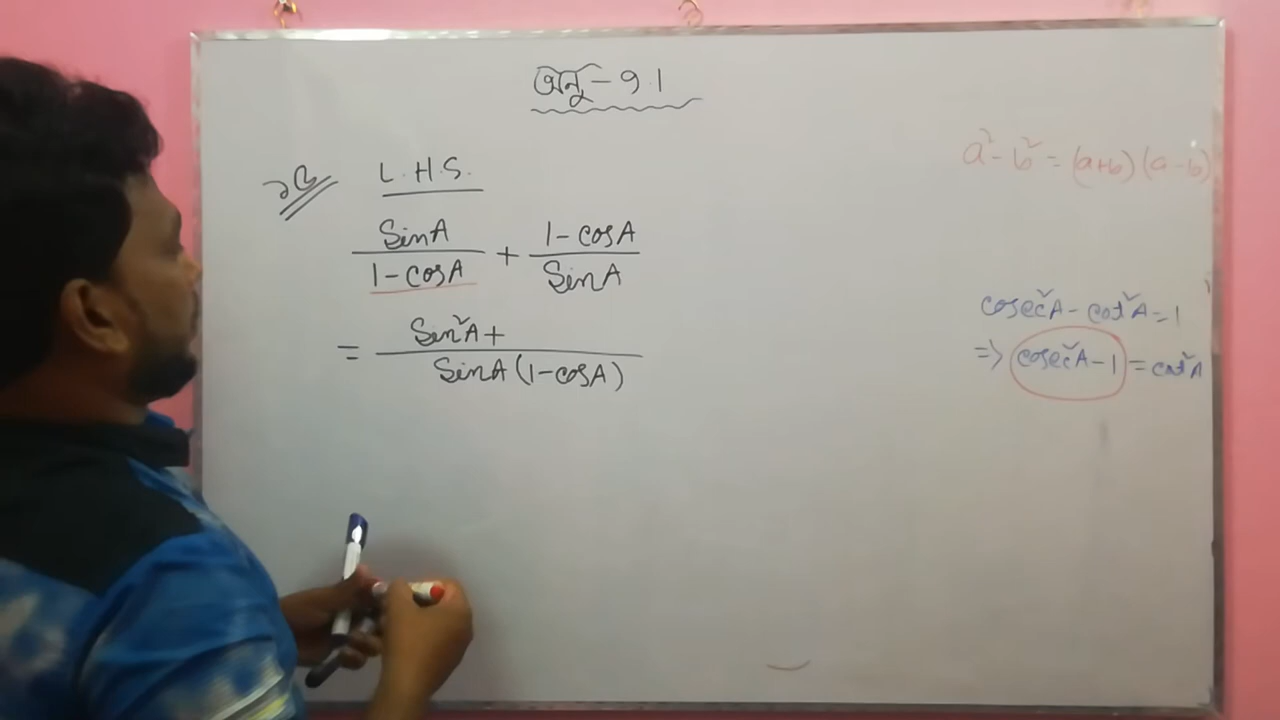 অনু - 9.1
১৫
L.H.S.
SinA/1-cosA + 1-cosA/SinA
= Sin²A+/SinA(1-cosA)
a²-b²=(a+b)(a-b)
cosec²A-cot²A=1
=> cosec²A-1=cot²A